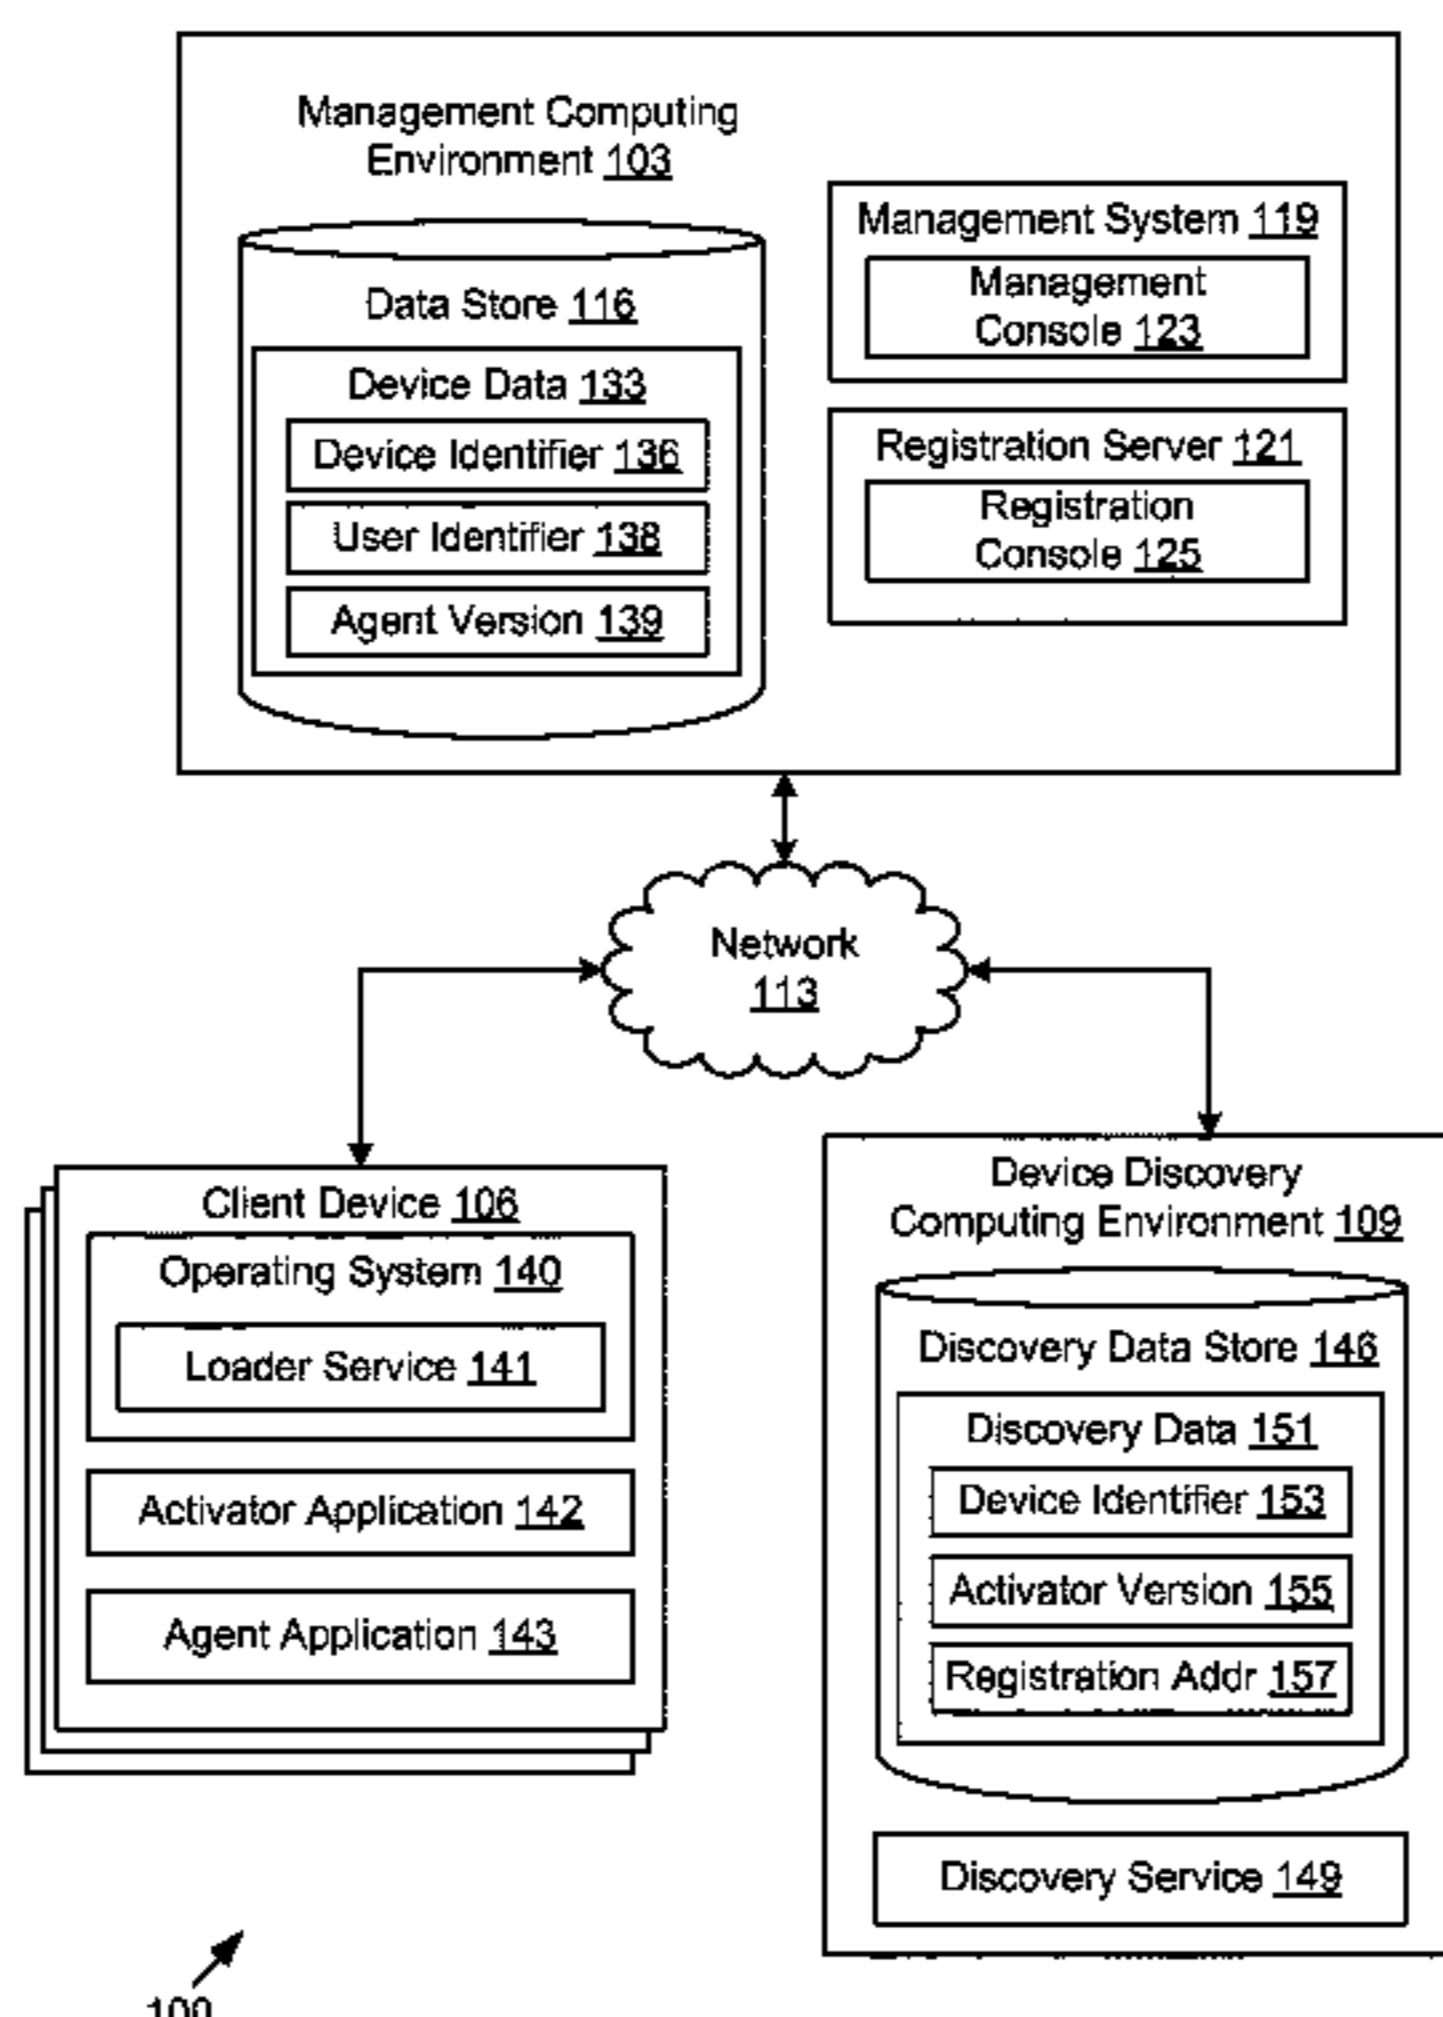 Management Computing
Environment 103
Data Store 116
Device Data 133
Device Identifier 136
User Identifier 138
Agent Version 139
Management System 119
Management
Console 123
Registration Server 121
Registration
Console 125
Network
113
Client Device 106
Operating System 140
Loader Service 141
Activator Application 142
Agent Application 143
Device Discovery
Computing Environment 109
Discovery Data Store 146
Discovery Data 151
Device Identifier 153
Activator Version 155
Registration Addr 157
Discovery Service 149
100